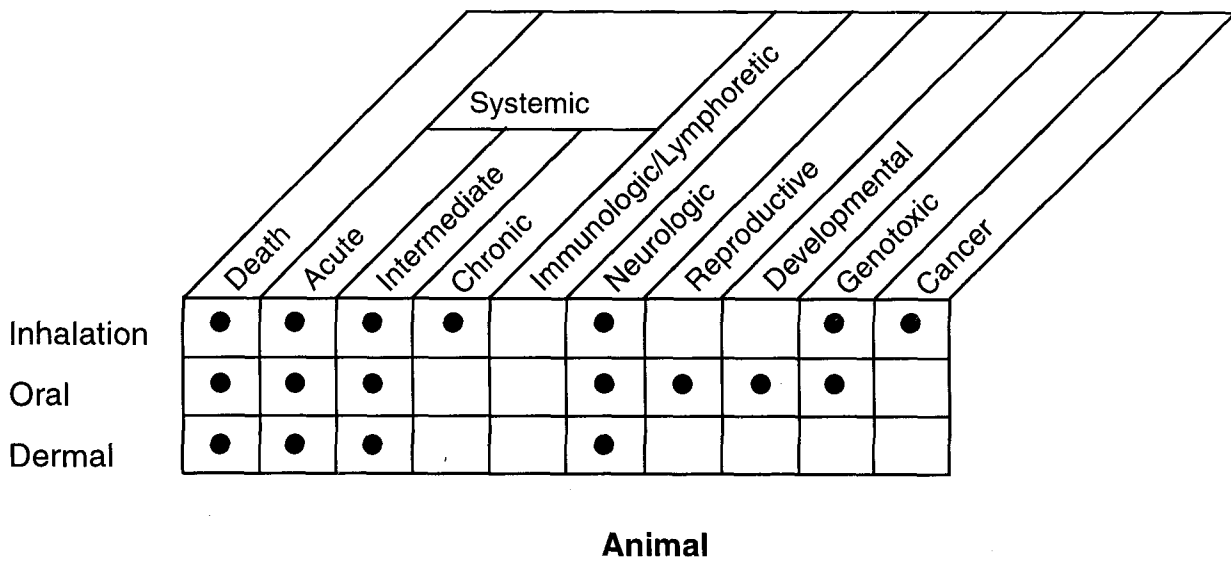 Systemic
Death
Acute
Intermediate
Chronic
Immunologic/Lymphoretic
Neurologic
Reproductive
Developmental
Genotoxic
Cancer
Inhalation
Oral
Dermal
Animal